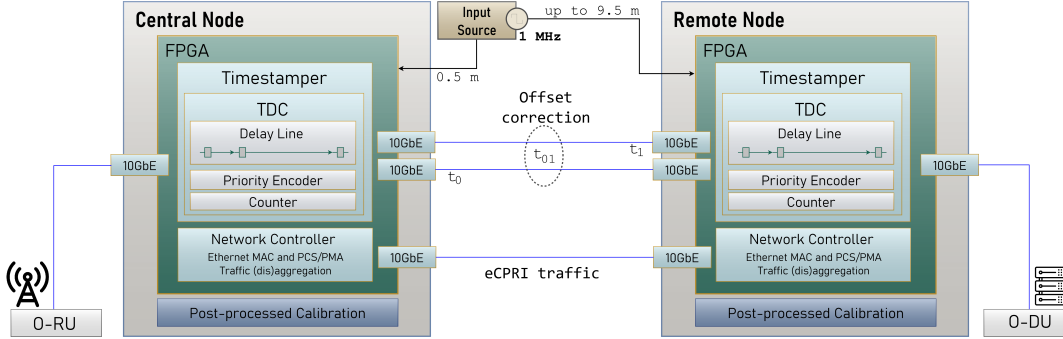 Central Node
FPGA
Timestamper
TDC
Delay Line
Priority Encoder
Counter
Network Controller
Ethernet MAC and PCS/PMA
Traffic (dis)aggregation
Post-processed Calibration
10GbE
10GbE
10GbE
10GbE
O-RU
Input
Source
1 MHz
0.5 m
up to 9.5 m
Offset
correction
t01
t1
t0
eCPRI traffic
Remote Node
FPGA
Timestamper
TDC
Delay Line
Priority Encoder
Counter
Network Controller
Ethernet MAC and PCS/PMA
Traffic (dis)aggregation
Post-processed Calibration
10GbE
10GbE
10GbE
10GbE
O-DU